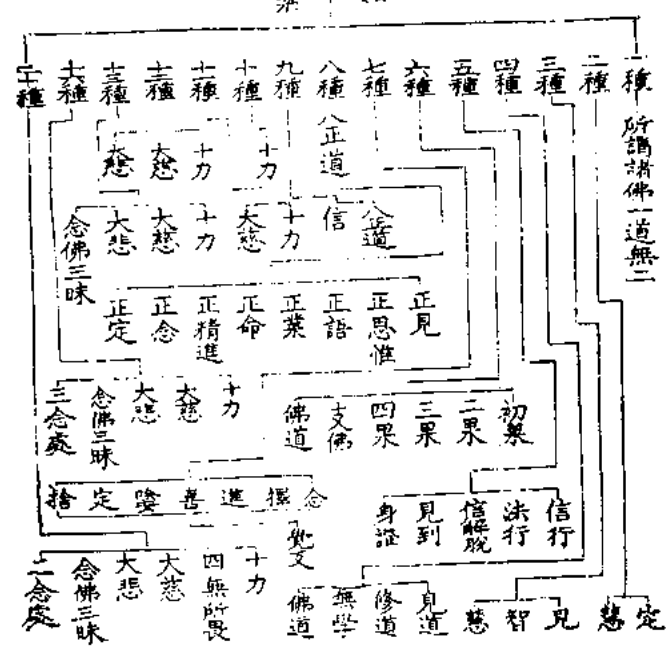 一種
二種
三種
四種
五種
六種
七種
八種
九種
十種
十一種
十二種
十三種
十六種
二十種
所謂諸佛一道無二
八正道
十力
十力
大慈
大悲
八正道
信
十力
大慈
十力
大慈
大悲
念佛三昧
正見
正思惟
正語
正業
正命
正精進
正念
正定
十力
大慈
大悲
念佛三昧
三念處
初果
二果
三果
四果
支佛
佛道
念
擇
進
喜
定
捨
信行
法行
信解脫
見到
身證
十力
四無所畏
大慈
大悲
念佛三昧
三念處
見道
修道
無學
佛道
定
慧
見
智
慧